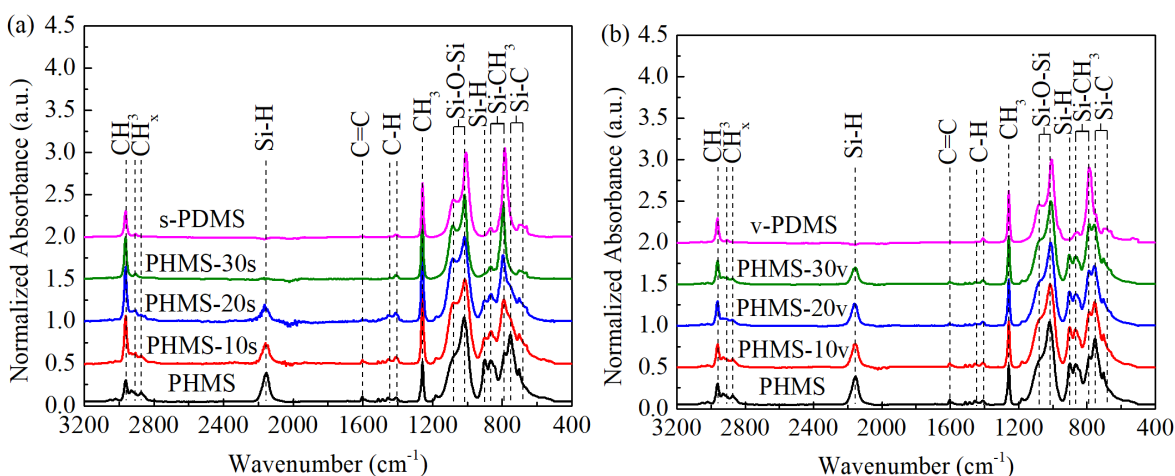 (a)
4.5
4.0
3.5
3.0
2.5
2.0
1.5
1.0
0.5
0.0
Normalized Absorbance (a.u.)
CH3
CHx
Si-H
C=C
C-H
CH3
Si-O-Si
Si-H
Si-CH3
Si-C
s-PDMS
PHMS-30s
PHMS-20s
PHMS-10s
PHMS
3200 2800 2400 2000 1600 1200 800 400
Wavenumber (cm-1)
(b)
4.5
4.0
3.5
3.0
2.5
2.0
1.5
1.0
0.5
0.0
Normalized Absorbance (a.u.)
CH3
CHx
Si-H
C=C
C-H
CH3
Si-O-Si
Si-H
Si-CH3
Si-C
v-PDMS
PHMS-30v
PHMS-20v
PHMS-10v
PHMS
3200 2800 2400 2000 1600 1200 800 400
Wavenumber (cm-1)